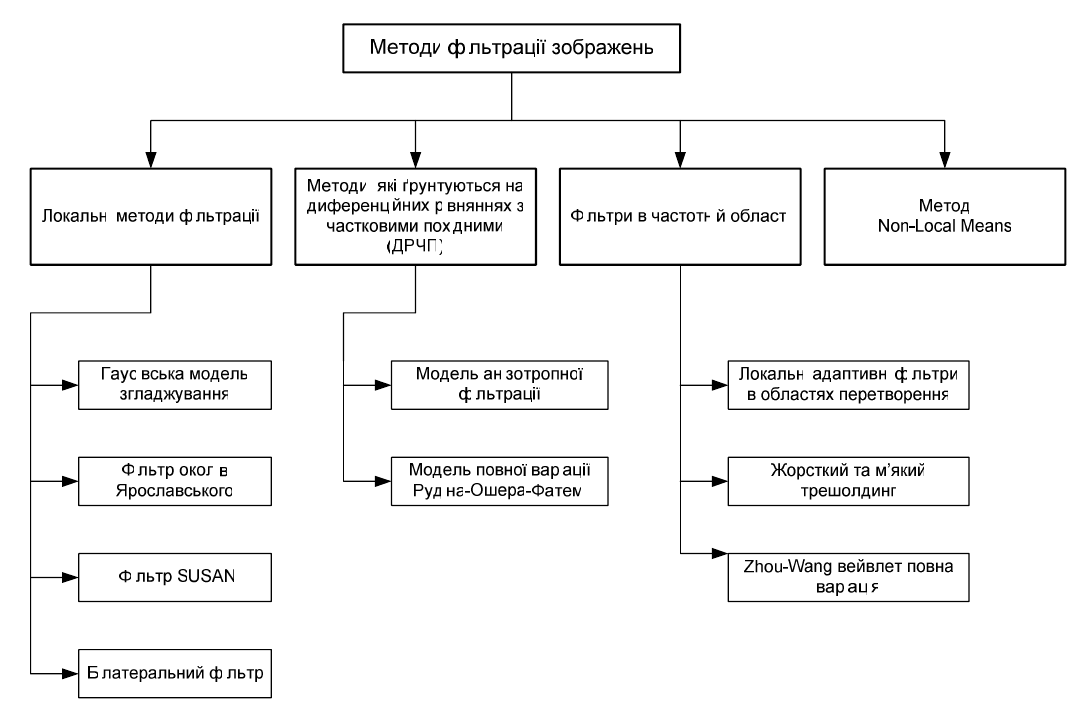 Методи ф льтрації зображень
Локальн методи ф льтрації
Методи які ґрунтуються на
диференц йних р вняннях з
частковими пох дними
(ДРЧП)
Ф льтри в частотн й област
Метод
Non-Local Means
Гаус вська модель
згладжування
Ф льтр окол в
Ярославського
Ф льтр SUSAN
Б латеральний ф льтр
Модель ан зотропної
ф льтрації
Модель повної вар ації
Руд на-Ошера-Фатем
Локальн адаптивн ф льтри
в областях перетворення
Жорсткий та м'який
трешолдинг
Zhou-Wang вейвлет повна
вар ація